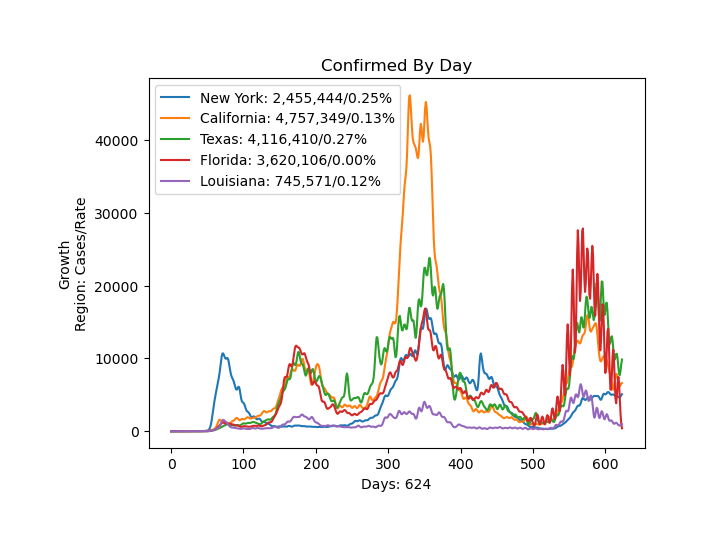 Confirmed By Day
New York: 2,455,444/0.25%
California: 4,757,349/0.13%
Texas: 4,116,410/0.27%
Florida: 3,620,106/0.00%
Louisiana: 745,571/0.12%
40000
30000
20000
10000
0
Growth
Region: Cases/Rate
0 100 200 300 400 500 600
Days: 624